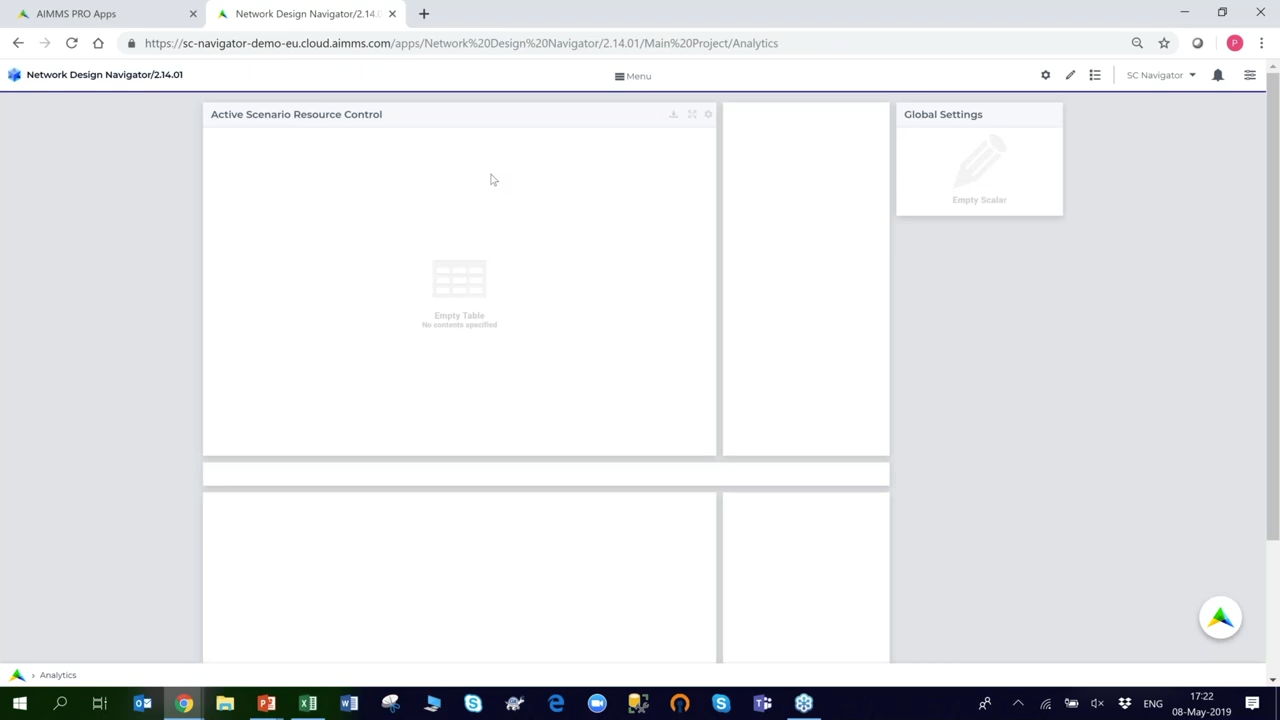 AIMMS PRO Apps
Network Design Navigator/2.14.0
https://sc-navigator-demo-eu.cloud.aimms.com/apps/Network%20Design%20Navigator/2.14.01/Main%20Project/Analytics
P
Network Design Navigator/2.14.01
Menu
SC Navigator
Active Scenario Resource Control
Global Settings
Empty Scalar
Empty Table
No contents specified
Analytics
ENG
17:22
08-May-2019